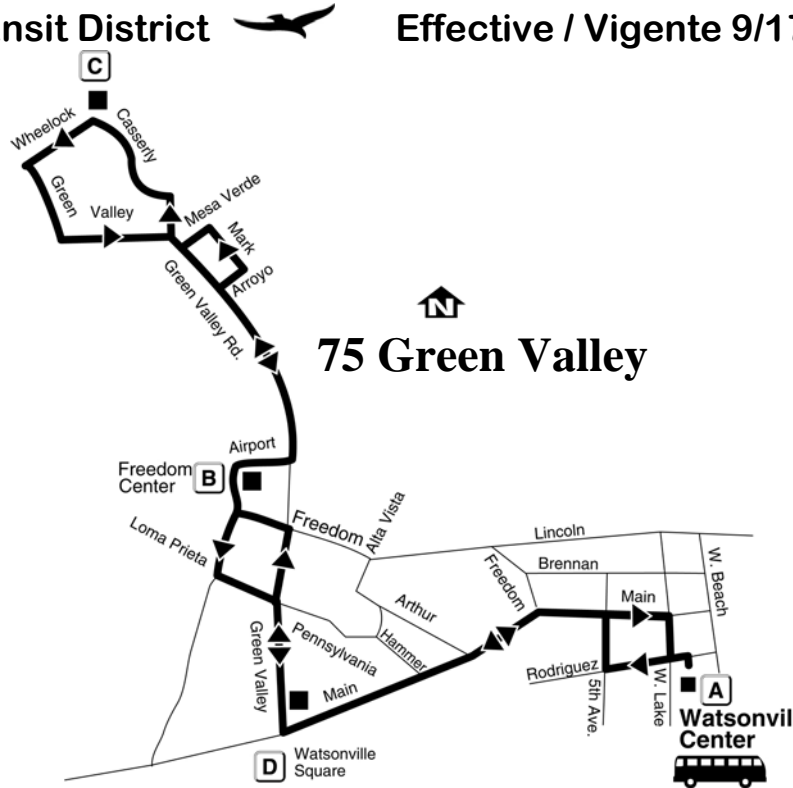 nsit District Effective / Vigente 9/17
C
Wheelock
Casserly
Green
Valley
Mesa Verde
Mark
Arroyo
Green Valley Rd.
N
75 Green Valley
Airport
Freedom
Center
B
Loma Prieta
Freedom
Alta Vista
Lincoln
Freedom
Brennan
W. Beach
Arthur
Main
Hammer
Pennsylvania
Green Valley
Main
Rodriguez
5th Ave.
W. Lake
A
Watsonvil
Center
D
Watsonville
Square